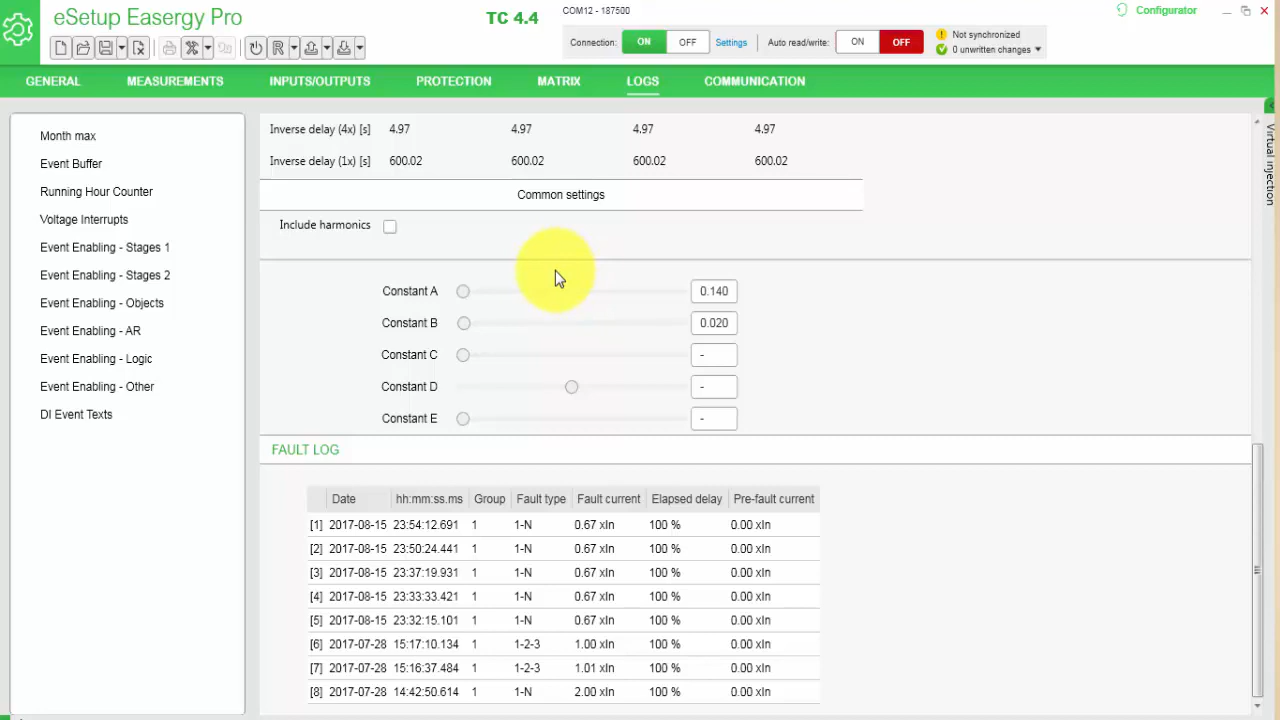 eSetup Easergy Pro
TC 4.4
COM12 - 187500
Configurator
Connection: ON OFF Settings Auto read/write: ON OFF
Not synchronized
0 unwritten changes
GENERAL MEASUREMENTS INPUTS/OUTPUTS PROTECTION MATRIX LOGS COMMUNICATION
Month max
Event Buffer
Running Hour Counter
Voltage Interrupts
Event Enabling - Stages 1
Event Enabling - Stages 2
Event Enabling - Objects
Event Enabling - AR
Event Enabling - Logic
Event Enabling - Other
DI Event Texts
Inverse delay (4x) [s] 4.97 4.97 4.97 4.97
Inverse delay (1x) [s] 600.02 600.02 600.02 600.02
Common settings
Include harmonics
Constant A 0.140
Constant B 0.020
Constant C -
Constant D -
Constant E -
FAULT LOG
Date hh:mm:ss.ms Group Fault type Fault current Elapsed delay Pre-fault current
[1] 2017-08-15 23:54:12.691 1 1-N 0.67 xIn 100 % 0.00 xIn
[2] 2017-08-15 23:50:24.441 1 1-N 0.67 xIn 100 % 0.00 xIn
[3] 2017-08-15 23:37:19.931 1 1-N 0.67 xIn 100 % 0.00 xIn
[4] 2017-08-15 23:33:33.421 1 1-N 0.67 xIn 100 % 0.00 xIn
[5] 2017-08-15 23:32:15.101 1 1-N 0.67 xIn 100 % 0.00 xIn
[6] 2017-07-28 15:17:10.134 1 1-2-3 1.00 xIn 100 % 0.00 xIn
[7] 2017-07-28 15:16:37.484 1 1-2-3 1.01 xIn 100 % 0.00 xIn
[8] 2017-07-28 14:42:50.614 1 1-N 2.00 xIn 100 % 0.00 xIn
Virtual injection